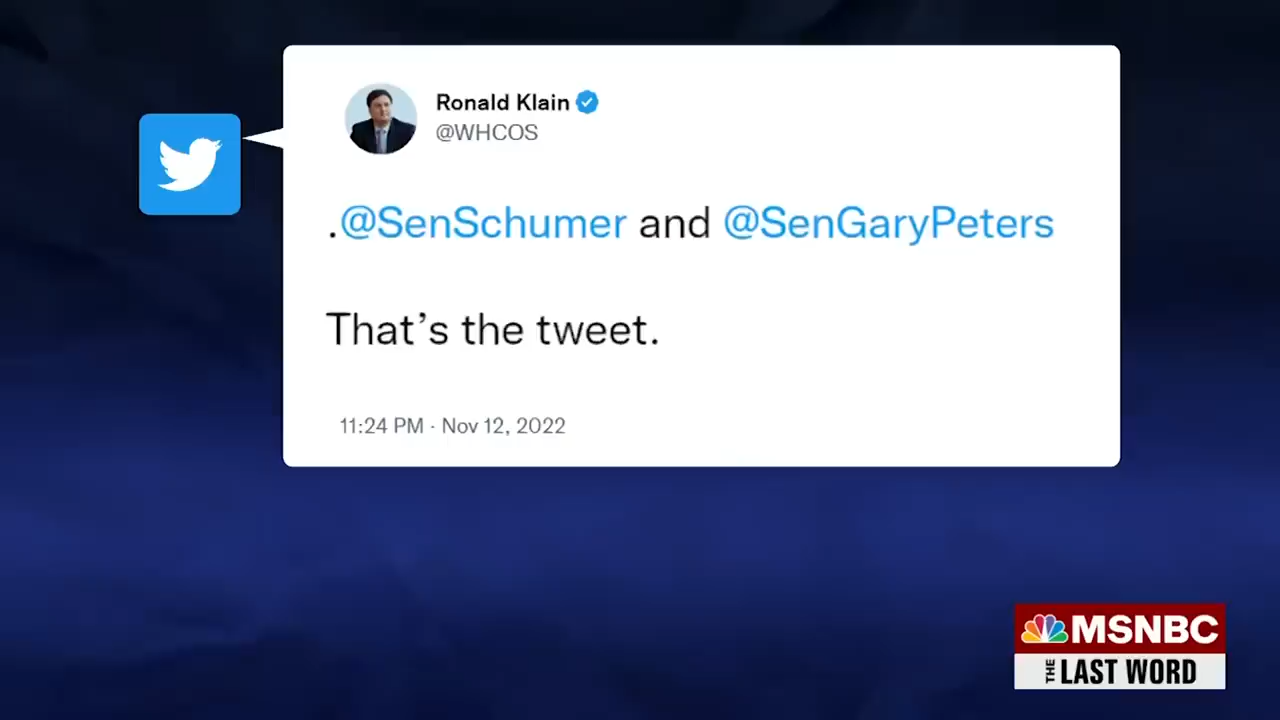 Ronald Klain
@WHCOS
.@SenSchumer and @SenGaryPeters
That’s the tweet.
11:24 PM · Nov 12, 2022
MSNBC
THE LAST WORD